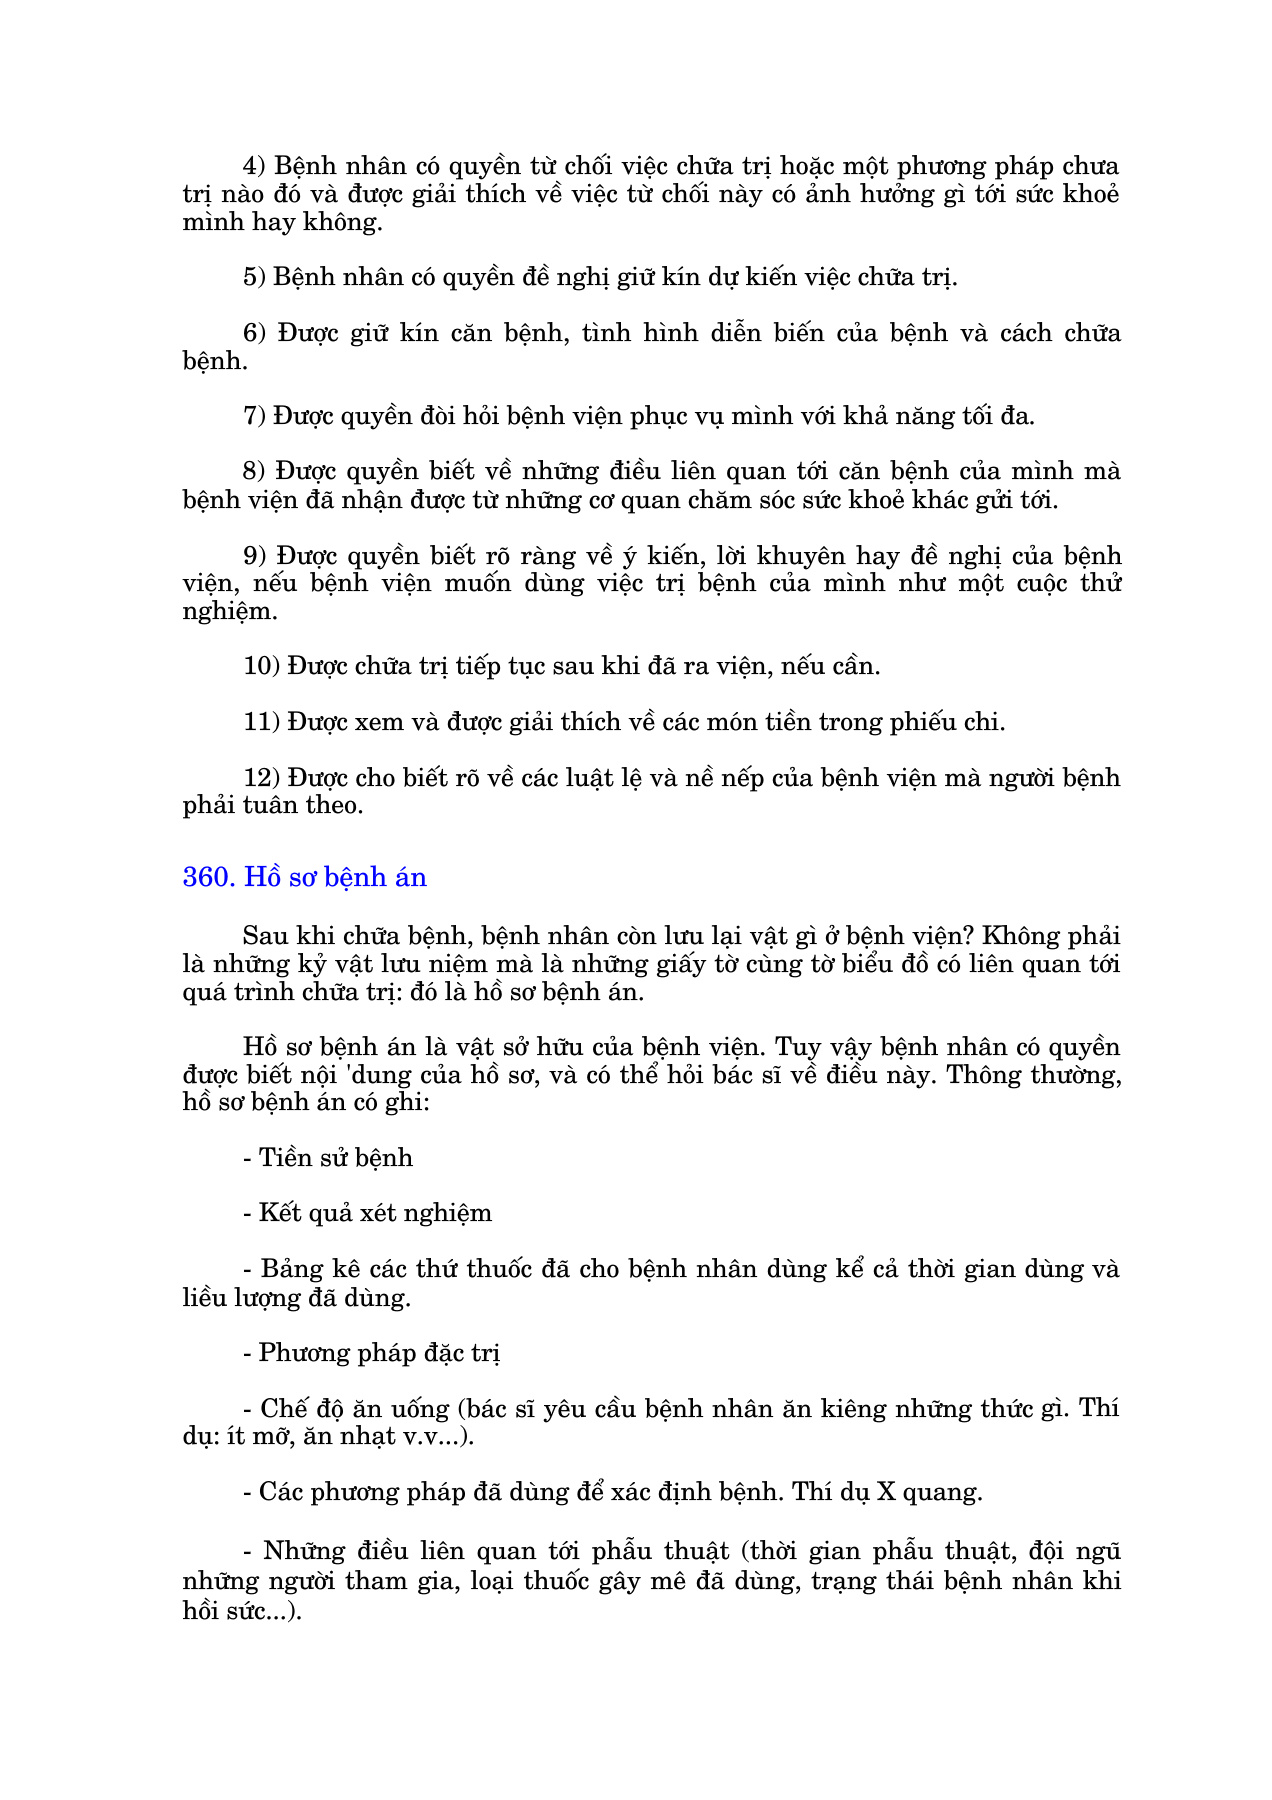 4) Bệnh nhân có quyền từ chối việc chữa trị hoặc một phương pháp chưa
trị nào đó và được giải thích về việc từ chối này có ảnh hưởng gì tới sức khoẻ
mình hay không.
5) Bệnh nhân có quyền đề nghị giữ kín dự kiến việc chữa trị.
6) Được giữ kín căn bệnh, tình hình diễn biến của bệnh và cách chữa
bệnh.
7) Được quyền đòi hỏi bệnh viện phục vụ mình với khả năng tối đa.
8) Được quyền biết về những điều liên quan tới căn bệnh của mình mà
bệnh viện đã nhận được từ những cơ quan chăm sóc sức khoẻ khác gửi tới.
9) Được quyền biết rõ ràng về ý kiến, lời khuyên hay đề nghị của bệnh
viện, nếu bệnh viện muốn dùng việc trị bệnh của mình như một cuộc thử
nghiệm.
10) Được chữa trị tiếp tục sau khi đã ra viện, nếu cần.
11) Được xem và được giải thích về các món tiền trong phiếu chi.
12) Được cho biết rõ về các luật lệ và nề nếp của bệnh viện mà người bệnh
phải tuân theo.
360. Hồ sơ bệnh án
Sau khi chữa bệnh, bệnh nhân còn lưu lại vật gì ở bệnh viện? Không phải
là những kỷ vật lưu niệm mà là những giấy tờ cùng tờ biểu đồ có liên quan tới
quá trình chữa trị: đó là hồ sơ bệnh án.
Hồ sơ bệnh án là vật sở hữu của bệnh viện. Tuy vậy bệnh nhân có quyền
được biết nội 'dung của hồ sơ, và có thể hỏi bác sĩ về điều này. Thông thường,
hồ sơ bệnh án có ghi:
- Tiền sử bệnh
- Kết quả xét nghiệm
- Bảng kê các thứ thuốc đã cho bệnh nhân dùng kể cả thời gian dùng và
liều lượng đã dùng.
- Phương pháp đặc trị
- Chế độ ăn uống (bác sĩ yêu cầu bệnh nhân ăn kiêng những thức gì. Thí
dụ: ít mỡ, ăn nhạt v.v...).
- Các phương pháp đã dùng để xác định bệnh. Thí dụ X quang.
- Những điều liên quan tới phẫu thuật (thời gian phẫu thuật, đội ngũ
những người tham gia, loại thuốc gây mê đã dùng, trạng thái bệnh nhân khi
hồi sức...).